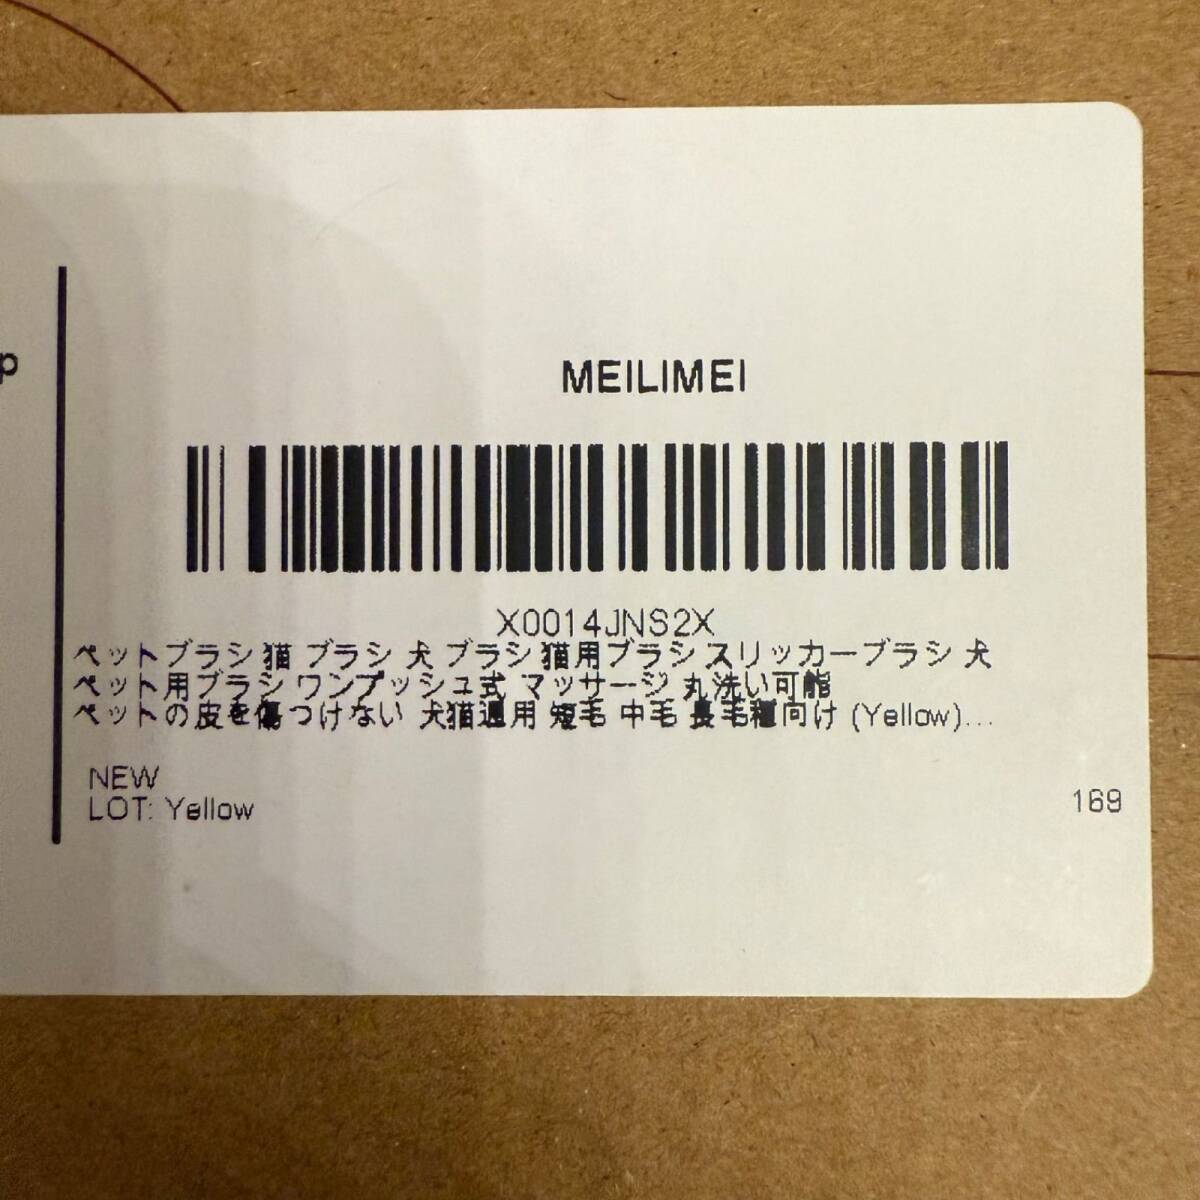 p
MEILIMEI
X0014JNS2X
ペットブラシ 猫 ブラシ 犬 ブラシ 猫用ブラシ スリッカーブラシ 犬
ペット用ブラシ ワンプッシュ式 マッサージ 丸洗い可能
ペットの皮を傷つけない 犬猫適用 短毛 中毛 長毛種向け (Yellow)...
NEW
LOT: Yellow
169